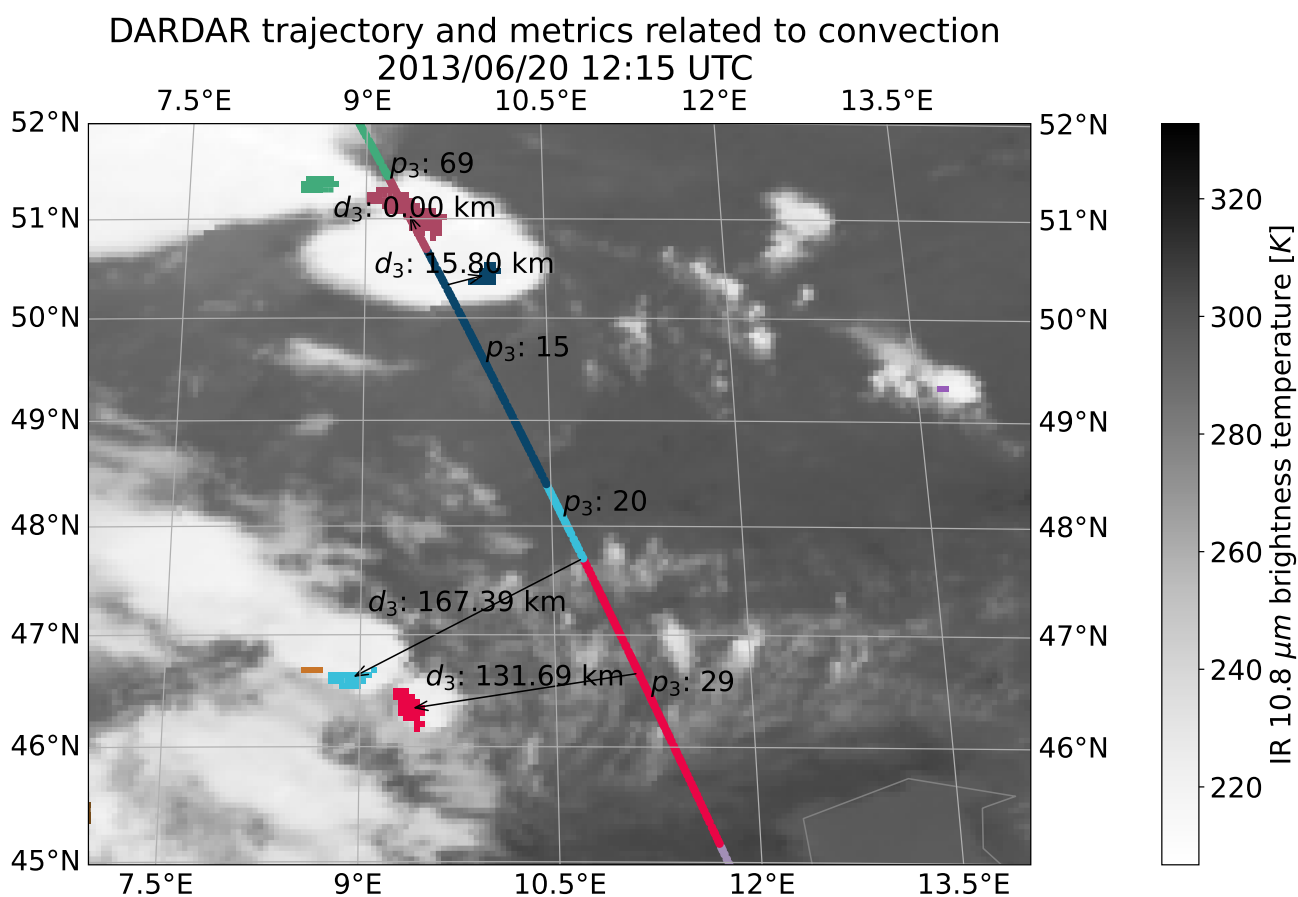 DARDAR trajectory and metrics related to convection
2013/06/20 12:15 UTC
7.5°E 9°E 10.5°E 12°E 13.5°E
52°N 52°N
p₃: 69
d₃: 0.00 km
51°N 51°N
320
d₃: 15.80 km
50°N 50°N
300
p₃: 15
49°N 49°N
280
p₃: 20
48°N 48°N
260
d₃: 167.39 km
47°N 47°N
240
d₃: 131.69 km
p₃: 29
46°N 46°N
220
45°N
7.5°E 9°E 10.5°E 12°E 13.5°E
IR 10.8 μm brightness temperature [K]